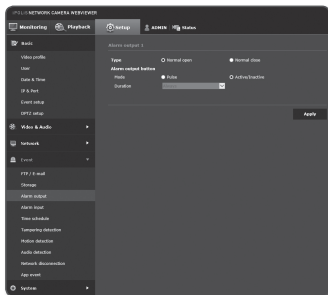 iPOLiS NETWORK CAMERA WEBVIEWER
Monitoring
Playback
Setup
ADMIN
Status
Basic
Video profile
User
Date & Time
IP & Port
Event setup
DPTZ setup
Video & Audio
Network
Event
FTP / E-mail
Storage
Alarm output
Alarm input
Time schedule
Tampering detection
Motion detection
Audio detection
Network disconnection
App event
System
Alarm output 1
Type
Normal open
Normal close
Alarm output button
Mode
Pulse
Active/Inactive
Duration
Apply